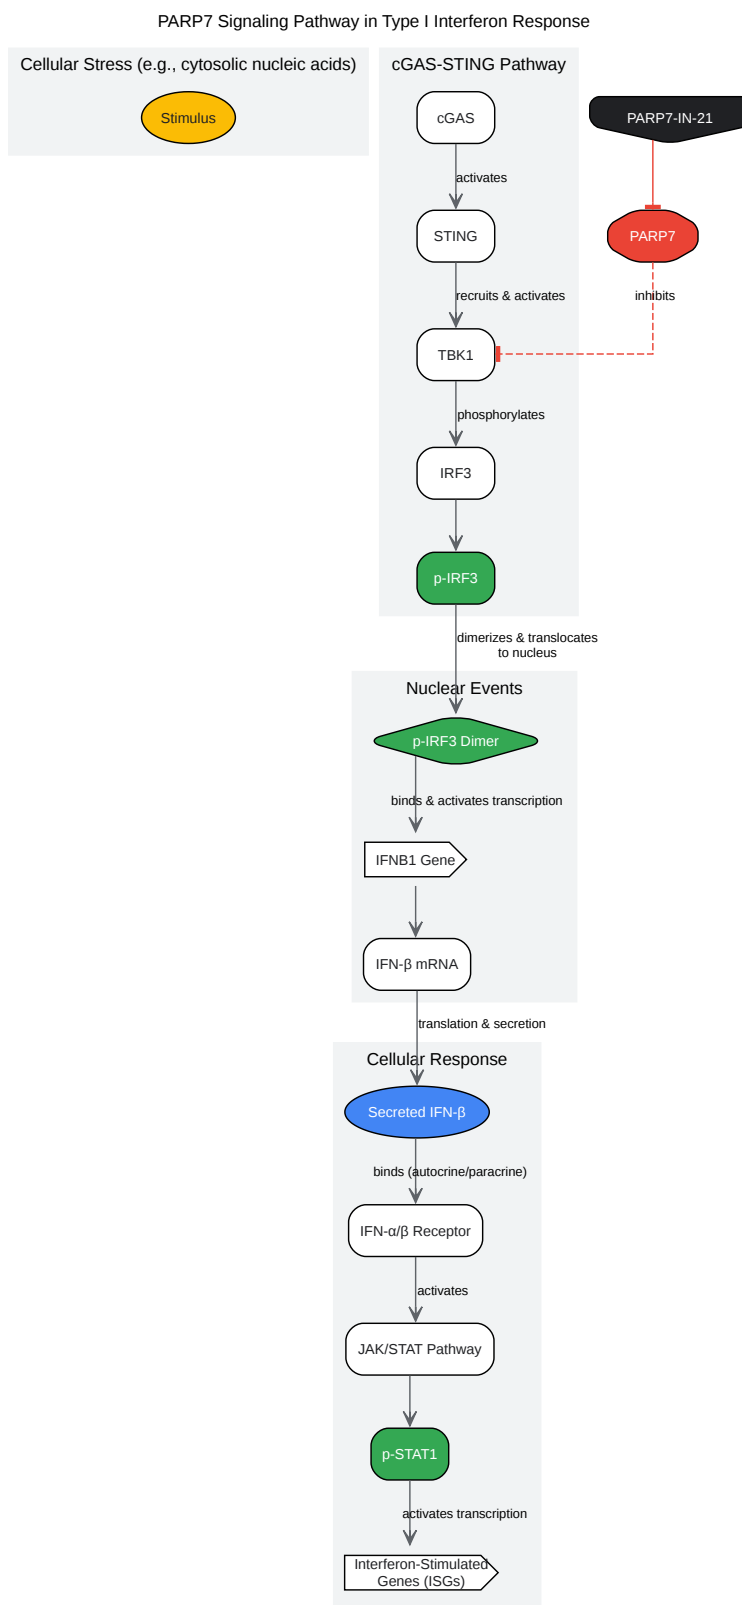 PARP7 Signaling Pathway in Type I Interferon Response
Cellular Stress (e.g., cytosolic nucleic acids)
Stimulus
cGAS-STING Pathway
cGAS
activates
STING
recruits & activates
TBK1
phosphorylates
IRF3
p-IRF3
PARP7-IN-21
PARP7
inhibits
dimerizes & translocates
to nucleus
Nuclear Events
p-IRF3 Dimer
binds & activates transcription
IFNB1 Gene
IFN-β mRNA
translation & secretion
Cellular Response
Secreted IFN-β
binds (autocrine/paracrine)
IFN-α/β Receptor
activates
JAK/STAT Pathway
p-STAT1
activates transcription
Interferon-Stimulated
Genes (ISGs)